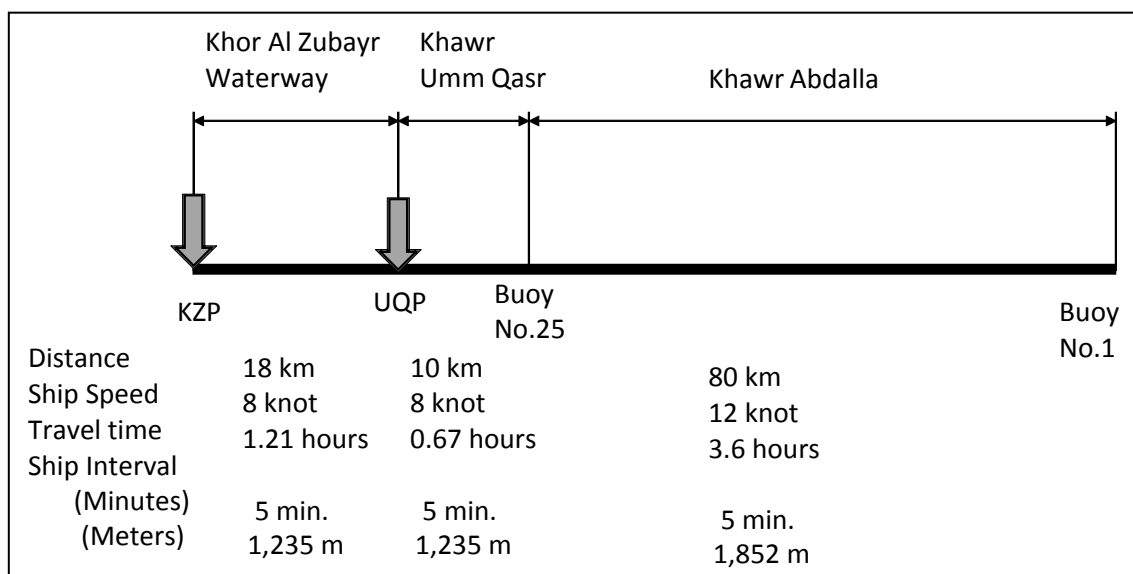 Khor Al Zubayr
Waterway
Khawr
Umm Qasr
Khawr Abdalla
KZP
UQP
Buoy
No.25
Buoy
No.1
Distance
18 km
10 km
80 km
Ship Speed
8 knot
8 knot
12 knot
Travel time
1.21 hours
0.67 hours
3.6 hours
Ship Interval
(Minutes)
5 min.
5 min.
5 min.
(Meters)
1,235 m
1,235 m
1,852 m